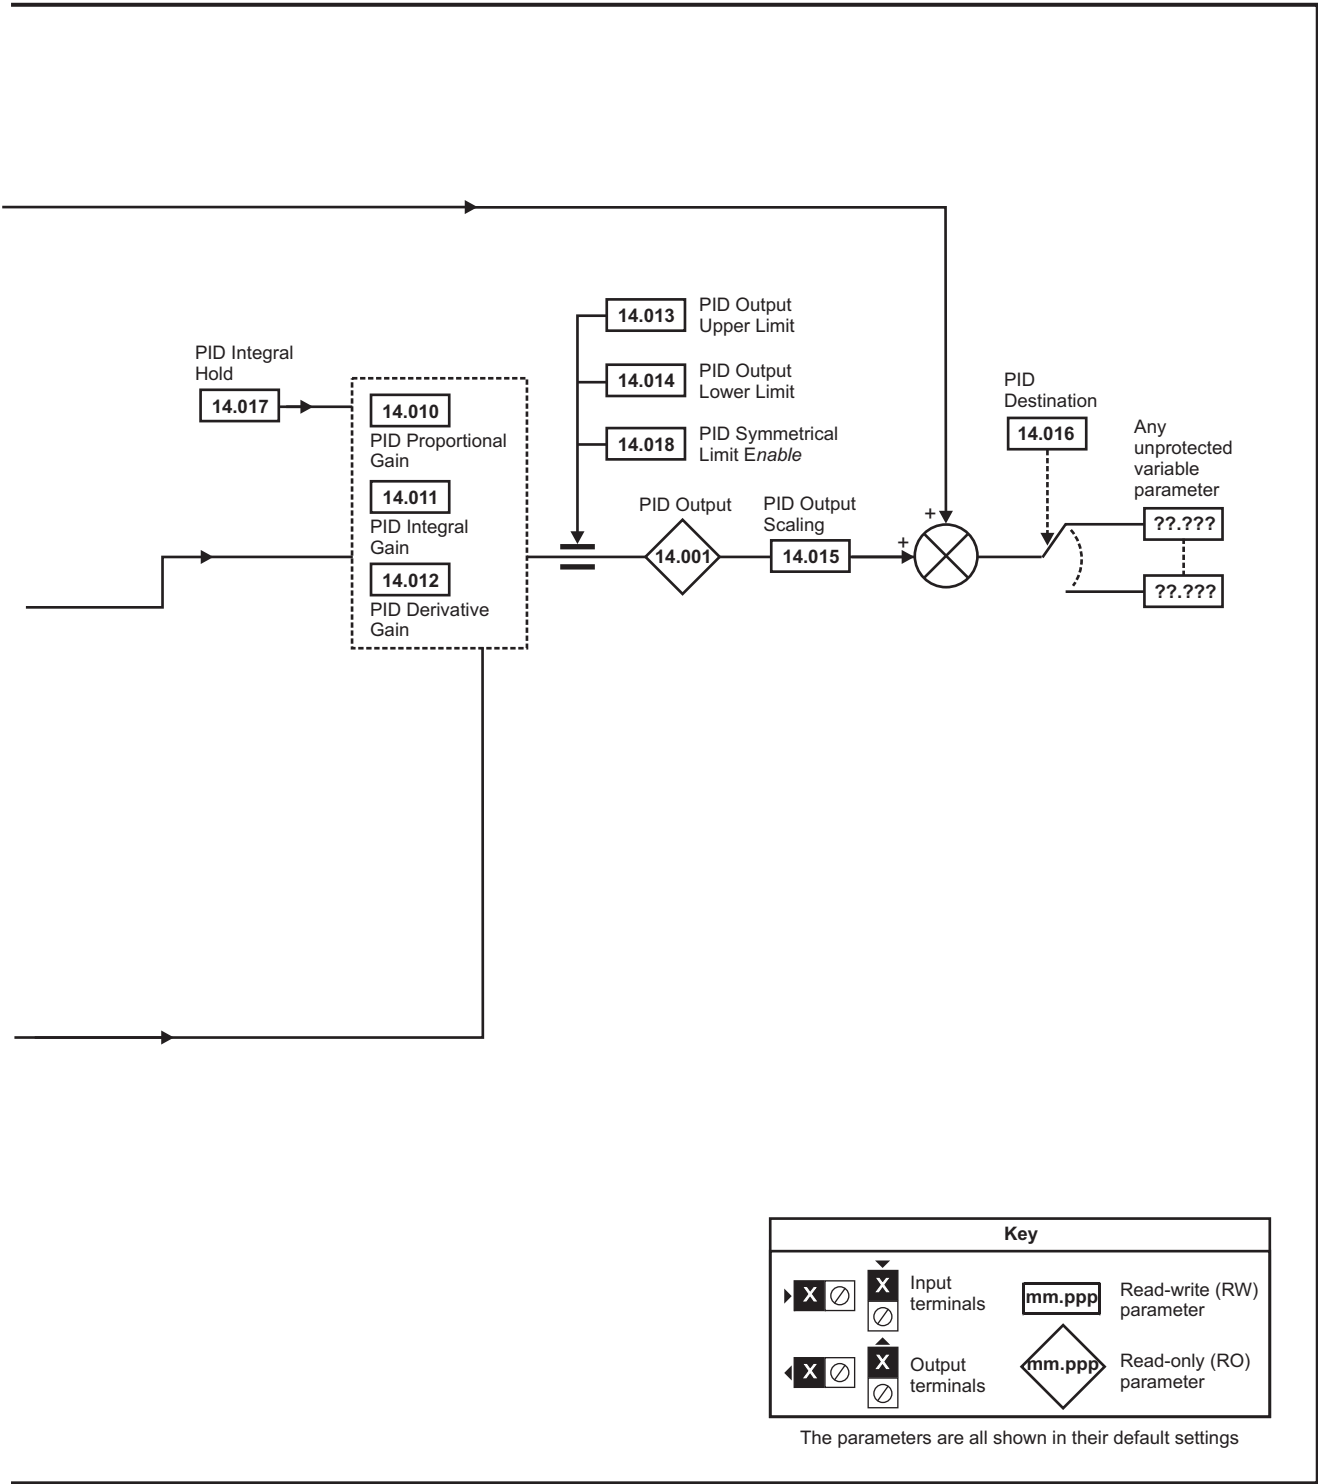 14.013
PID Output
Upper Limit
PID Integral
Hold
14.017
14.014
PID Output
Lower Limit
14.018
PID Symmetrical
Limit Enable
14.010
PID Proportional
Gain
14.011
PID Integral
Gain
14.012
PID Derivative
Gain
PID Output
14.001
PID Output
Scaling
14.015
+
+
PID
Destination
14.016
Any
unprotected
variable
parameter
??.???
??.???
Key
X
X
Input
terminals
mm.ppp
Read-write (RW)
parameter
X
X
Output
terminals
mm.ppp
Read-only (RO)
parameter
The parameters are all shown in their default settings